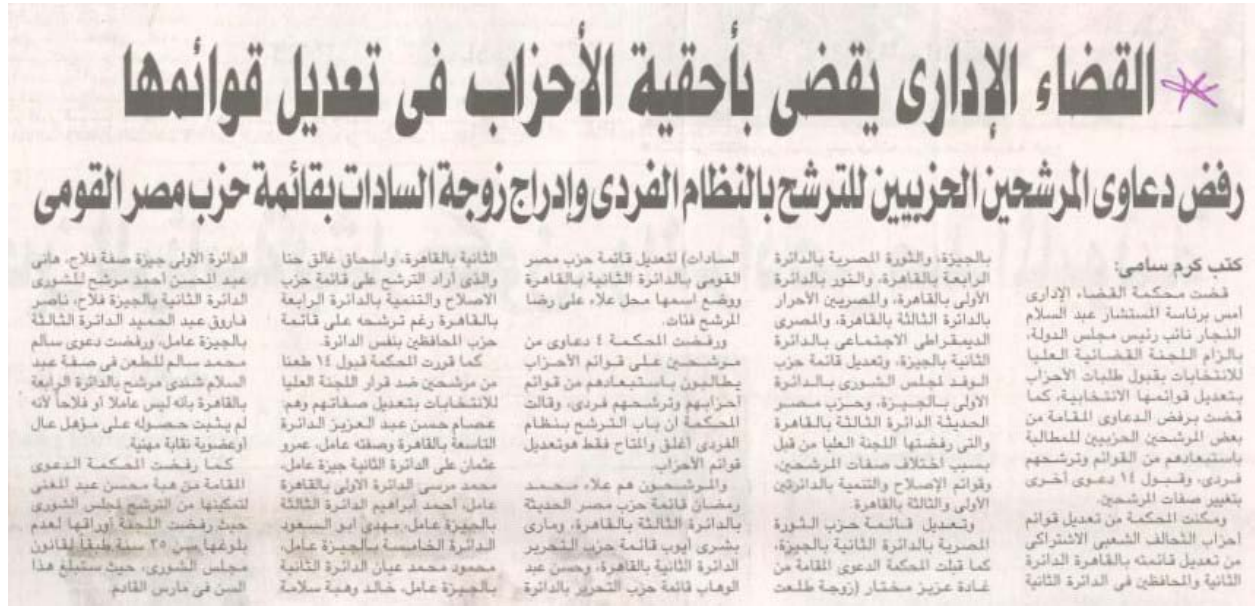 القضاء الإدارى يقضى بأحقية الأحزاب فى تعديل قوائمها
رفض دعاوى المرشحين الحزبيين للترشح بالنظام الفردى وإدراج زوجة السادات بقائمة حزب مصر القومى
كتب كرم سامى:
قضت محكمة القضاء الإدارى
أمس برئاسة المستشار عبد السلام
النجار نائب رئيس مجلس الدولة،
بالزام اللجنة القضائية العليا
للانتخابات بقبول طلبات الأحزاب
بتعديل قوائمها الانتخابية، كما
قضت برفض الدعاوى المقامة من
بعض المرشحين الحزبيين للمطالبة
باستبعادهم من القوائم وترشحهم
فردى، وقبول ١٤ دعوى أخرى
بتغيير صفات المرشحين.
ومكنت المحكمة من تعديل قوائم
أحزاب التحالف الشعبى الاشتراكى
من تعديل قائمته بالقاهرة الدائرة
الثانية والمحافظين فى الدائرة الثانية
بالجيزة، والثورة المصرية بالدائرة
الرابعة بالقاهرة، والنور بالدائرة
الأولى بالقاهرة، والمصريين الأحرار
بالدائرة الثالثة بالقاهرة، والمصرى
الديمقراطى الاجتماعى بالدائرة
الثانية بالجيزة، وتعديل قائمة حزب
الوفد لمجلس الشورى بالدائرة
الاولى بالجيزة، وحزب مصر
الحديثة الدائرة الثالثة بالقاهرة
والتى رفضتها اللجنة العليا من قبل
بسبب اختلاف صفات المرشحين،
وقوائم الإصلاح والتنمية بالدائرتين
الاولى والثالثة بالقاهرة.
وتعديل قائمة حزب الثورة
المصرية بالدائرة الثانية بالجيزة،
كما قبلت المحكمة الدعوى المقامة من
غادة عزيز مختار (زوجة طلعت
السادات) لتعديل قائمة حزب مصر
القومى بالدائرة الثانية بالقاهرة
ووضع اسمها محل علاء على رضا
المرشح فئات.
ورفضت المحكمة ٤ دعاوى من
مرشحين على قوائم الأحزاب
يطالبون باستبعادهم من قوائم
أحزابهم وترشحهم فردى، وقالت
المحكمة أن باب الترشح بنظام
الفردى أغلق والمتاح فقط هو تعديل
قوائم الأحزاب.
والمرشحون هم علاء محمد
رمضان قائمة حزب مصر الحديثة
بالدائرة الثالثة بالقاهرة، ومارى
بشرى أيوب قائمة حزب التحرير
الدائرة الثانية بالقاهرة، وحسن عبد
الوهاب قائمة حزب التحرير بالدائرة
الثانية بالقاهرة، واسحاق غالى حنا
والذى أراد الترشح على قائمة حزب
الاصلاح والتنمية بالدائرة الرابعة
بالقاهرة رغم ترشحه على قائمة
حزب المحافظين بنفس الدائرة.
كما قررت المحكمة قبول ١٤ طعنا
من مرشحين ضد قرار اللجنة العليا
للانتخابات بتعديل صفاتهم وهم:
عصام حسن عبد العزيز الدائرة
التاسعة بالقاهرة وصفته عامل، عمرو
عثمان على الدائرة الثانية جيزة عامل،
محمد مرسى الدائرة الاولى بالقاهرة
عامل، أحمد ابراهيم الدائرة الثالثة
بالجيزة عامل، مهدى ابو السعود
الدائرة الخامسة بالجيزة عامل،
محمود محمد عيان الدائرة الثانية
بالجيزة عامل، خالد وهبة سلامة
الدائرة الأولى جيزة صفة فلاح، هانى
عبد المحسن أحمد مرشح للشورى
الدائرة الثانية بالجيزة فلاح، ناصر
فاروق عبد الحميد الدائرة الثالثة
بالجيزة عامل، ورفضت دعوى سالم
محمد سالم للطعن فى صفة عبد
السلام شندى مرشح بالدائرة الرابعة
بالقاهرة بأنه ليس عاملا أو فلاحاً لأنه
لم يثبت حصوله على مؤهل عال
أو عضوية نقابة مهنية.
كما رفضت المحكمة الدعوى
المقامة من هبة محسن عبد المغنى
لتمكينها من الترشح لمجلس الشورى
حيث رفضت اللجنة أوراقها لعدم
بلوغها سن ٣٥ سنة طبقاً لقانون
مجلس الشورى، حيث ستبلغ هذا
السن فى مارس القادم.